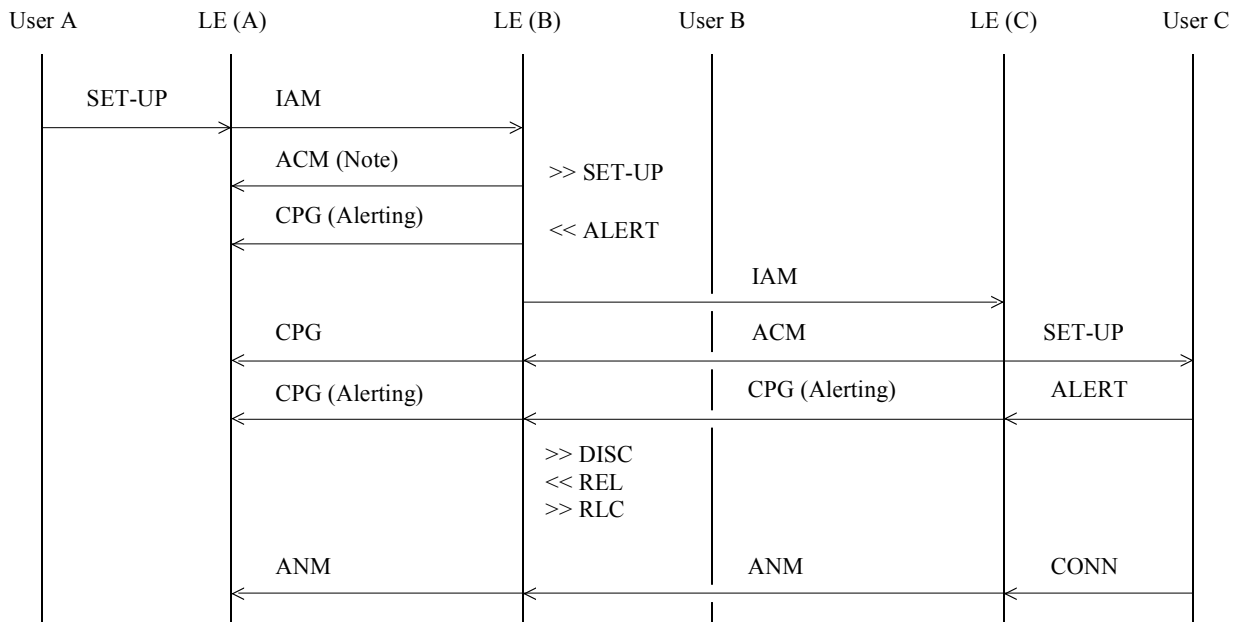 User A LE (A) LE (B) User B LE (C) User C
SET-UP IAM
ACM (Note) >> SET-UP
CPG (Alerting) << ALERT
IAM
CPG ACM SET-UP
CPG (Alerting) CPG (Alerting) ALERT
>> DISC
<< REL
>> RLC
ANM ANM CONN